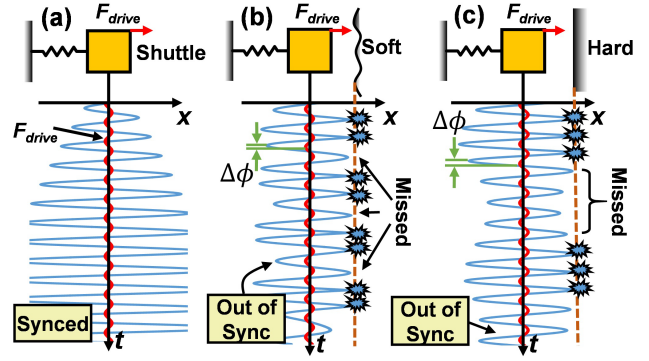 (a)
F_drive
Shuttle
x
F_drive
Synced
t
(b)
F_drive
Soft
x
Δϕ
Missed
Out of
Sync
t
(c)
F_drive
Hard
x
Δϕ
Missed
Out of
Sync
t